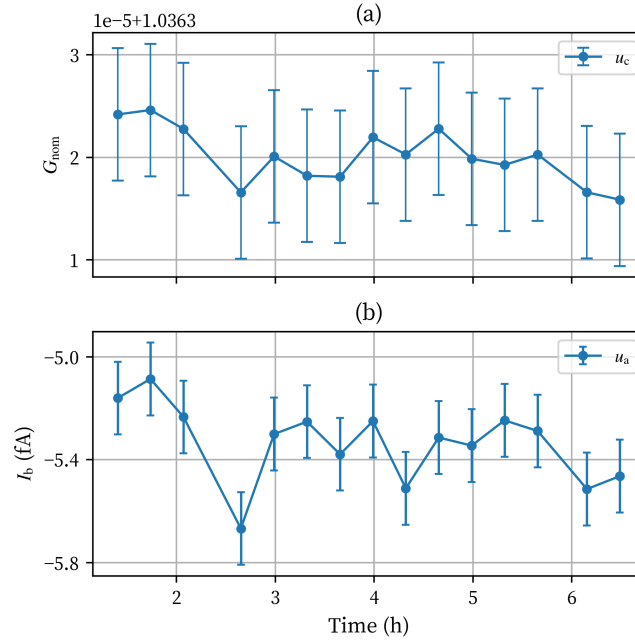 (a)
1e−5+1.0363
3
2
1
G_nom
u_c
(b)
−5.0
−5.4
−5.8
I_b (fA)
u_a
2 3 4 5 6
Time (h)